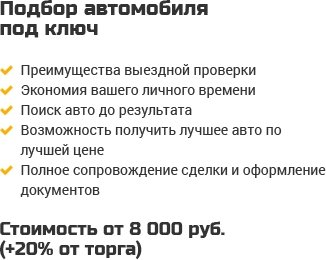 Подбор автомобиля
под ключ
Преимущества выездной проверки
Экономия вашего личного времени
Поиск авто до результата
Возможность получить лучшее авто по
лучшей цене
Полное сопровождение сделки и оформление
документов
Стоимость от 8 000 руб.
(+20% от торга)